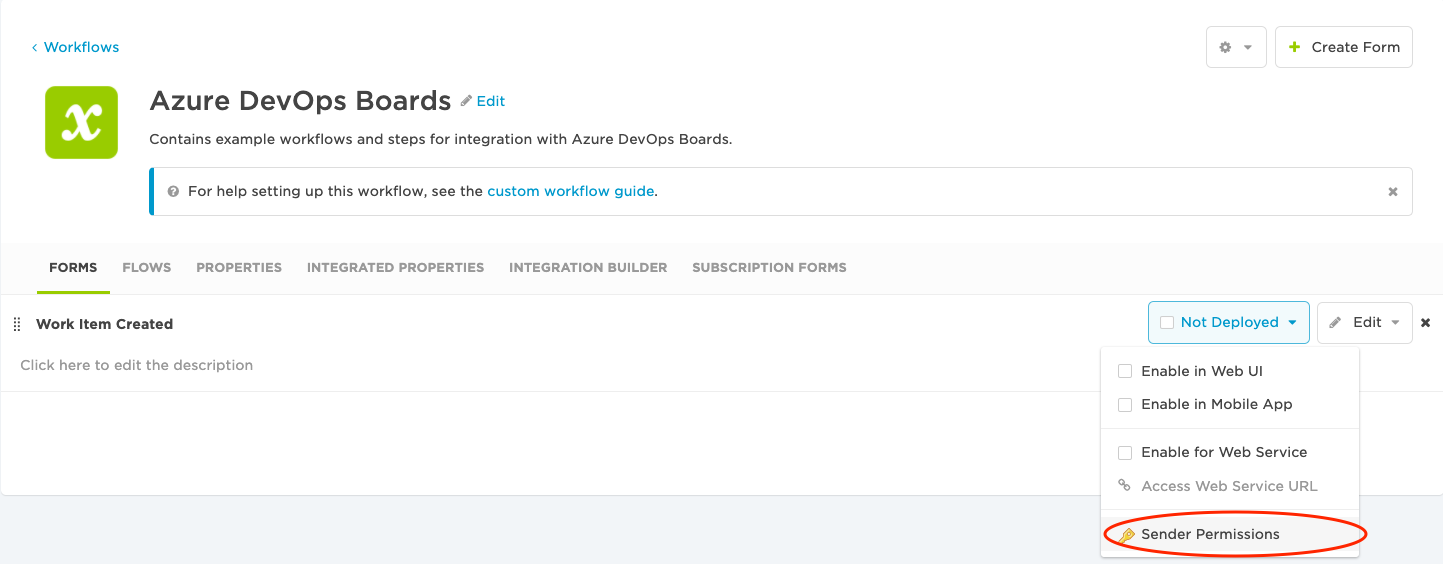 Workflows
Create Form
Azure DevOps Boards Edit
Contains example workflows and steps for integration with Azure DevOps Boards.
For help setting up this workflow, see the custom workflow guide.
FORMS FLOWS PROPERTIES INTEGRATED PROPERTIES INTEGRATION BUILDER SUBSCRIPTION FORMS
Work Item Created Not Deployed Edit
Click here to edit the description
Enable in Web UI
Enable in Mobile App
Enable for Web Service
Access Web Service URL
Sender Permissions